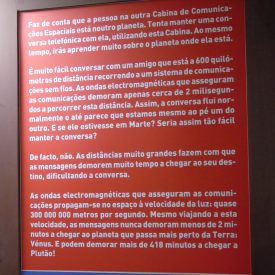 Faz de conta que a pessoa na outra Cabina de Comunica-
ções Espaciais está noutro planeta. Tenta manter uma con-
versa telefónica com ela, utilizando esta Cabina. Ao mesmo
tempo, irás aprender muito sobre o planeta onde ela está.
É muito fácil conversar com um amigo que está a 600 quiló-
metros de distância recorrendo a um sistema de comunica-
ções sem fios. As ondas electromagnéticas que asseguram
as comunicações demoram apenas cerca de 2 milisegun-
dos a percorrer esta distância. Assim, a conversa flui nor-
malmente e até parece que estamos mesmo ao pé um do
outro. E se ele estivesse em Marte? Seria assim tão fácil
manter a conversa?
De facto, não. As distâncias muito grandes fazem com que
as mensagens demorem muito tempo a chegar ao seu des-
tino, dificultando a conversa.
As ondas electromagnéticas que asseguram as comuni-
cações propagam-se no espaço à velocidade da luz: quase
300 000 000 metros por segundo. Mesmo viajando a esta
velocidade, as mensagens nunca demoram menos de 2 mi-
nutos a chegar ao planeta que passa mais perto da Terra:
Vénus. E podem demorar mais de 418 minutos a chegar a
Plutão!